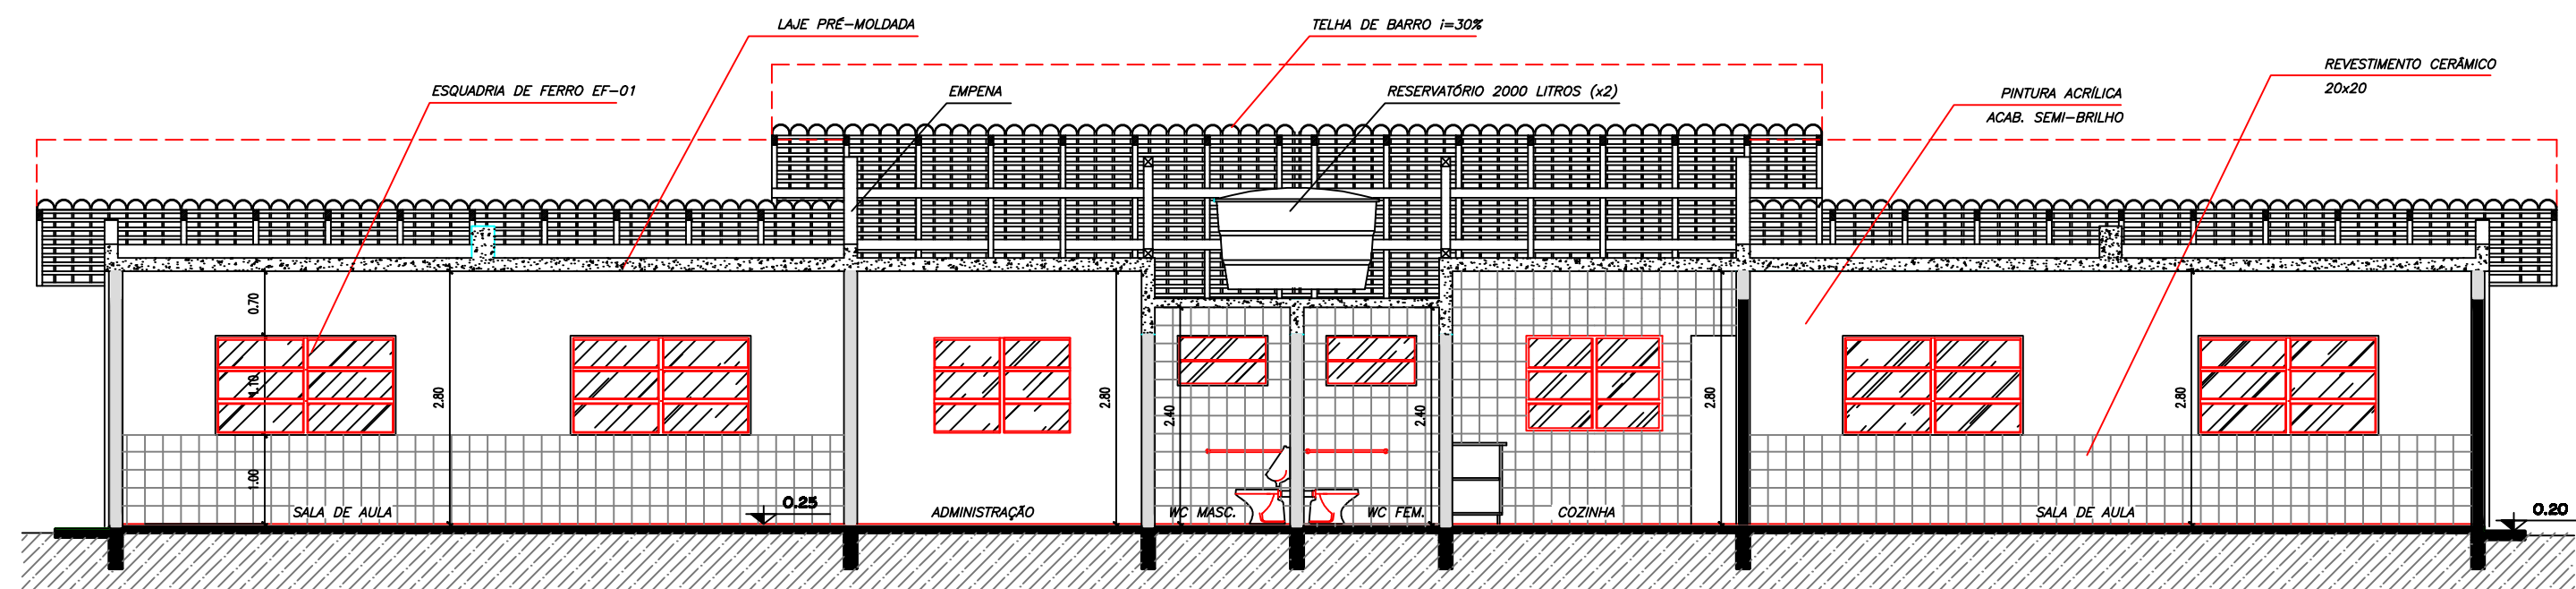 LAJE PRÉ-MOLDADA
TELHA DE BARRO i=30%
REVESTIMENTO CERÂMICO
20x20
ESQUADRIA DE FERRO EF-01
EMPENA
RESERVATÓRIO 2000 LITROS (x2)
PINTURA ACRÍLICA
ACAB. SEMI-BRILHO
0.70
1.10
1.00
2.80
2.80
2.40
2.40
2.80
2.80
0.25
0.20
SALA DE AULA
ADMINISTRAÇÃO
WC MASC.
WC FEM.
COZINHA
SALA DE AULA